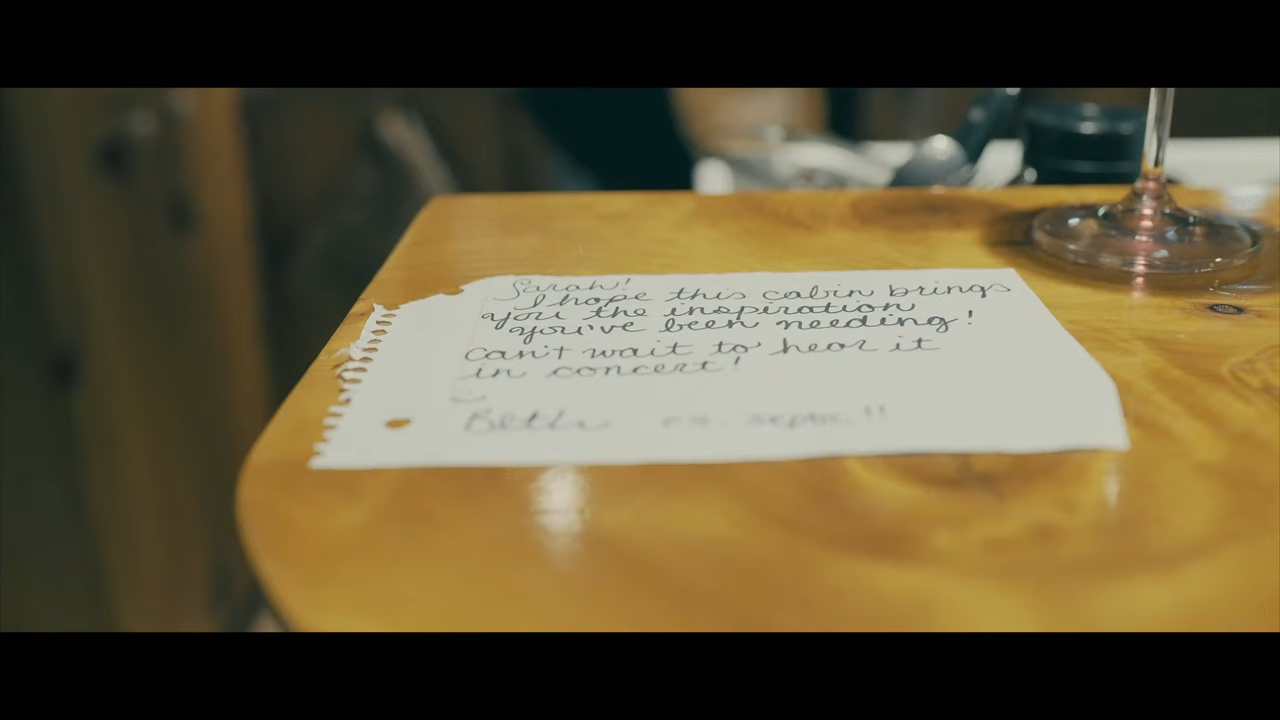 Sarah!
I hope this cabin brings
you the inspiration
you've been needing!
Can't wait to hear it
in concert!
Beth